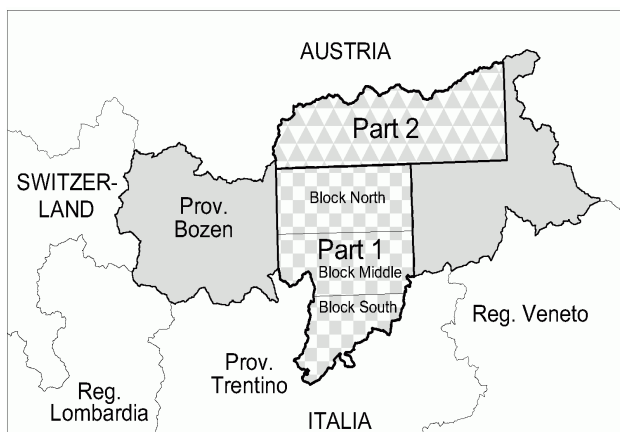 AUSTRIA
Part 2
SWITZER-
LAND
Prov.
Bozen
Block North
Part 1
Block Middle
Block South
Reg. Veneto
Prov.
Trentino
Reg.
Lombardia
ITALIA